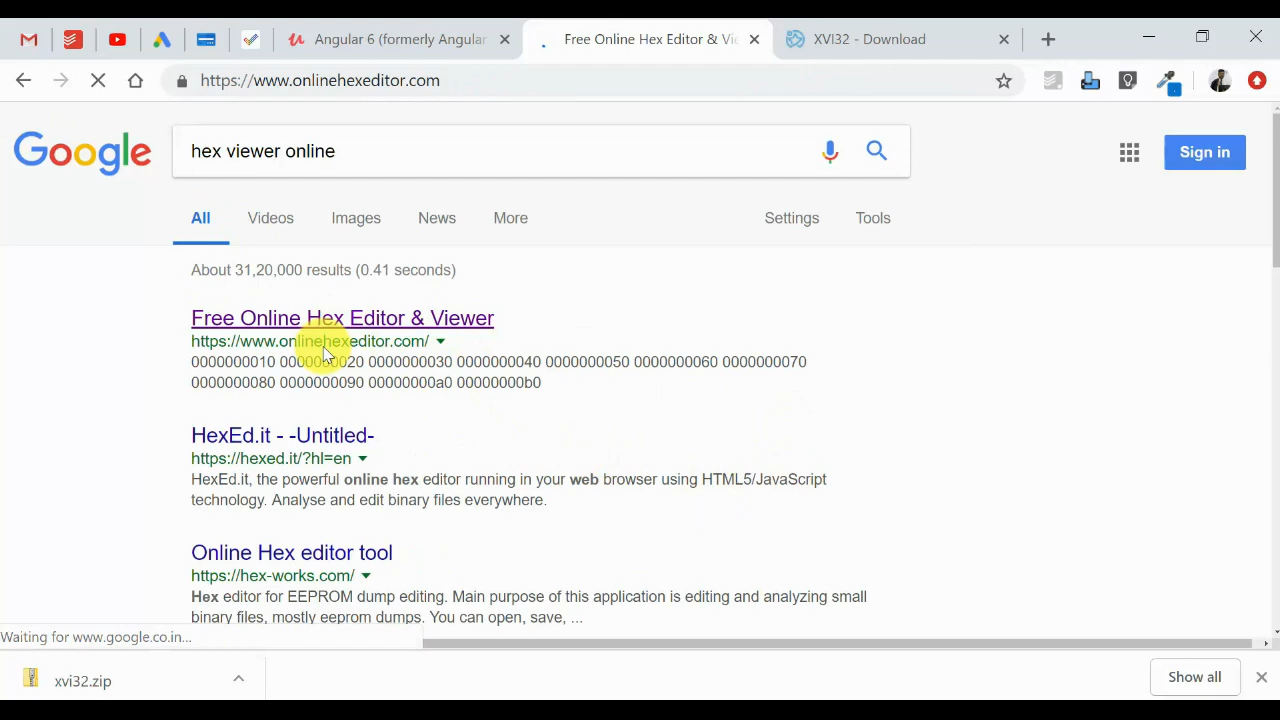 Angular 6 (formerly Angular
Free Online Hex Editor & Vie
XVI32 - Download
https://www.onlinehexeditor.com
Google
hex viewer online
Sign in
All
Videos
Images
News
More
Settings
Tools
About 31,20,000 results (0.41 seconds)
Free Online Hex Editor & Viewer
https://www.onlinehexeditor.com/
0000000010 0000000020 0000000030 0000000040 0000000050 0000000060 0000000070
0000000080 0000000090 00000000a0 00000000b0
HexEd.it - -Untitled-
https://hexed.it/?hl=en
HexEd.it, the powerful online hex editor running in your web browser using HTML5/JavaScript
technology. Analyse and edit binary files everywhere.
Online Hex editor tool
https://hex-works.com/
Hex editor for EEPROM dump editing. Main purpose of this application is editing and analyzing small
binary files, mostly eeprom dumps. You can open, save, ...
Waiting for www.google.co.in...
xvi32.zip
Show all